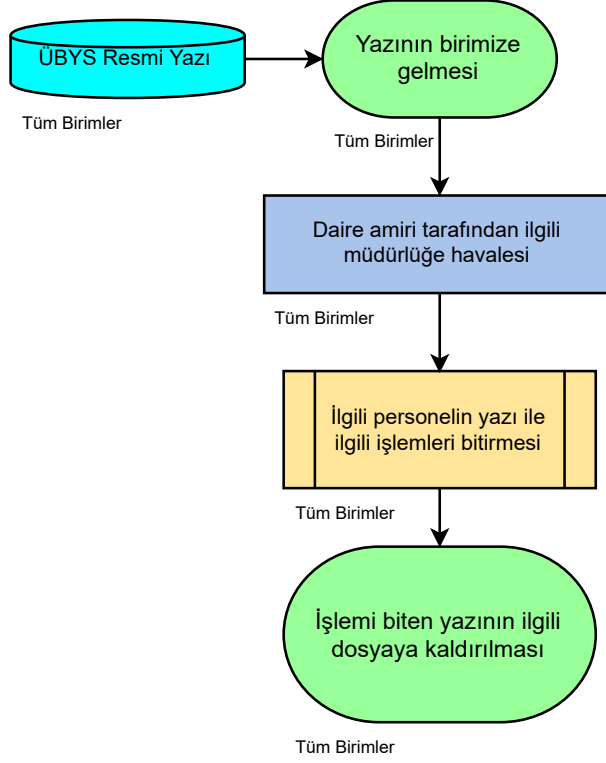 ÜBYS Resmi Yazı
Tüm Birimler
Yazının birimize
gelmesi
Tüm Birimler
Daire amiri tarafından ilgili
müdürlüğe havalesi
Tüm Birimler
İlgili personelin yazı ile
ilgili işlemleri bitirmesi
Tüm Birimler
İşlemi biten yazının ilgili
dosyaya kaldırılması
Tüm Birimler